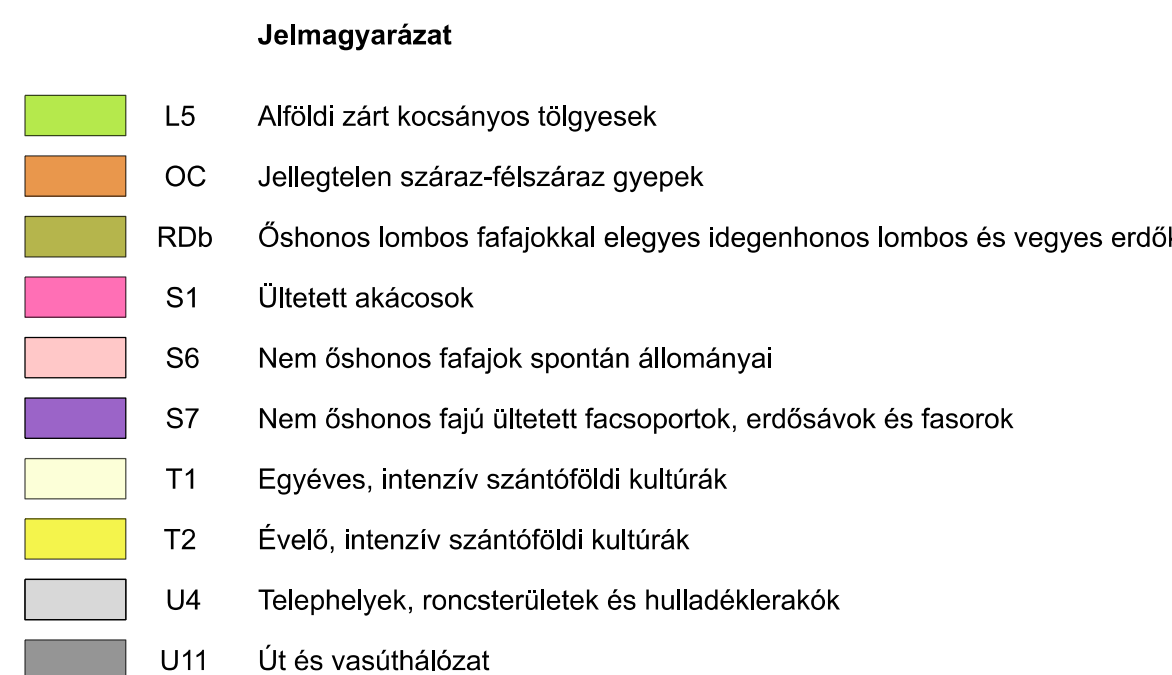 Jelmagyarázat
L5 Alföldi zárt kocsányos tölgyesek
OC Jellegtelen száraz-félszáraz gyepek
RDb Őshonos lombos fafajokkal elegyes idegenhonos lombos és vegyes
S1 Ültetett akácosok
S6 Nem őshonos fafajok spontán állományai
S7 Nem őshonos fajú ültetett facsoportok, erdősávok és fasorok
T1 Egyéves, intenzív szántóföldi kultúrák
T2 Évelő, intenzív szántóföldi kultúrák
U4 Telephelyek, roncsterületek és hulladéklerakók
U11 Út és vasúthálózat